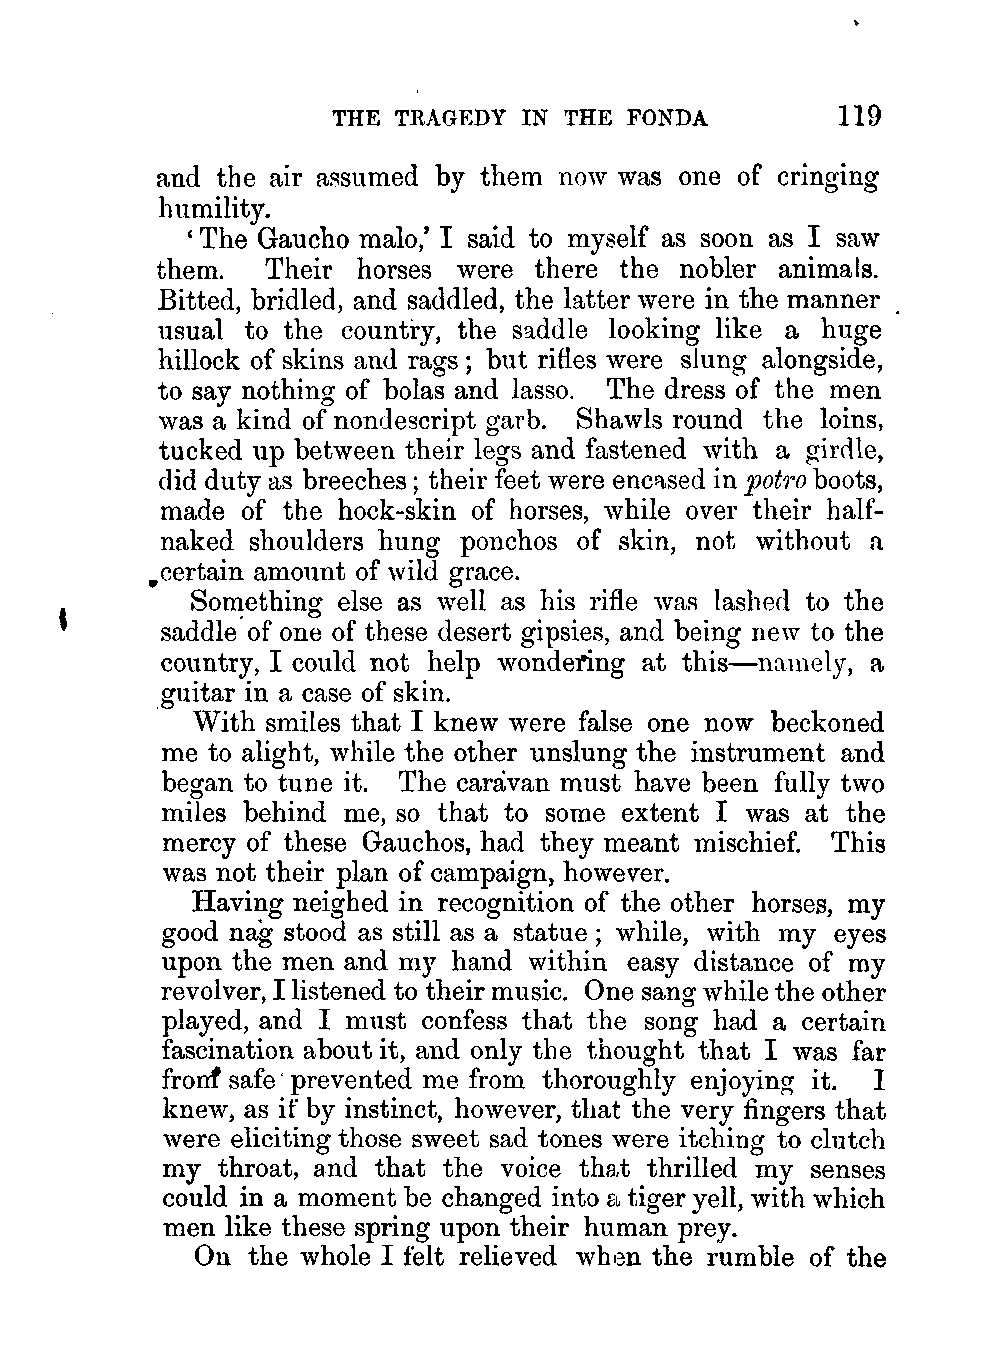 THE TRAGEDY IN THE FONDA 119
and the air assumed by them now was one of cringing
humility.
‘The Gaucho malo,’ I said to myself as soon as I saw
them. Their horses were there the nobler animals.
Bitted, bridled, and saddled, the latter were in the manner
usual to the country, the saddle looking like a huge
hillock of skins and rags; but rifles were slung alongside,
to say nothing of bolas and lasso. The dress of the men
was a kind of nondescript garb. Shawls round the loins,
tucked up between their legs and fastened with a girdle,
did duty as breeches; their feet were encased in potro boots,
made of the hock-skin of horses, while over their half-
naked shoulders hung ponchos of skin, not without a
certain amount of wild grace.
Something else as well as his rifle was lashed to the
saddle of one of these desert gipsies, and being new to the
country, I could not help wondering at this—namely, a
guitar in a case of skin.
With smiles that I knew were false one now beckoned
me to alight, while the other unslung the instrument and
began to tune it. The caravan must have been fully two
miles behind me, so that to some extent I was at the
mercy of these Gauchos, had they meant mischief. This
was not their plan of campaign, however.
Having neighed in recognition of the other horses, my
good nag stood as still as a statue; while, with my eyes
upon the men and my hand within easy distance of my
revolver, I listened to their music. One sang while the other
played, and I must confess that the song had a certain
fascination about it, and only the thought that I was far
from safe prevented me from thoroughly enjoying it. I
knew, as if by instinct, however, that the very fingers that
were eliciting those sweet sad tones were itching to clutch
my throat, and that the voice that thrilled my senses
could in a moment be changed into a tiger yell, with which
men like these spring upon their human prey.
On the whole I felt relieved when the rumble of the